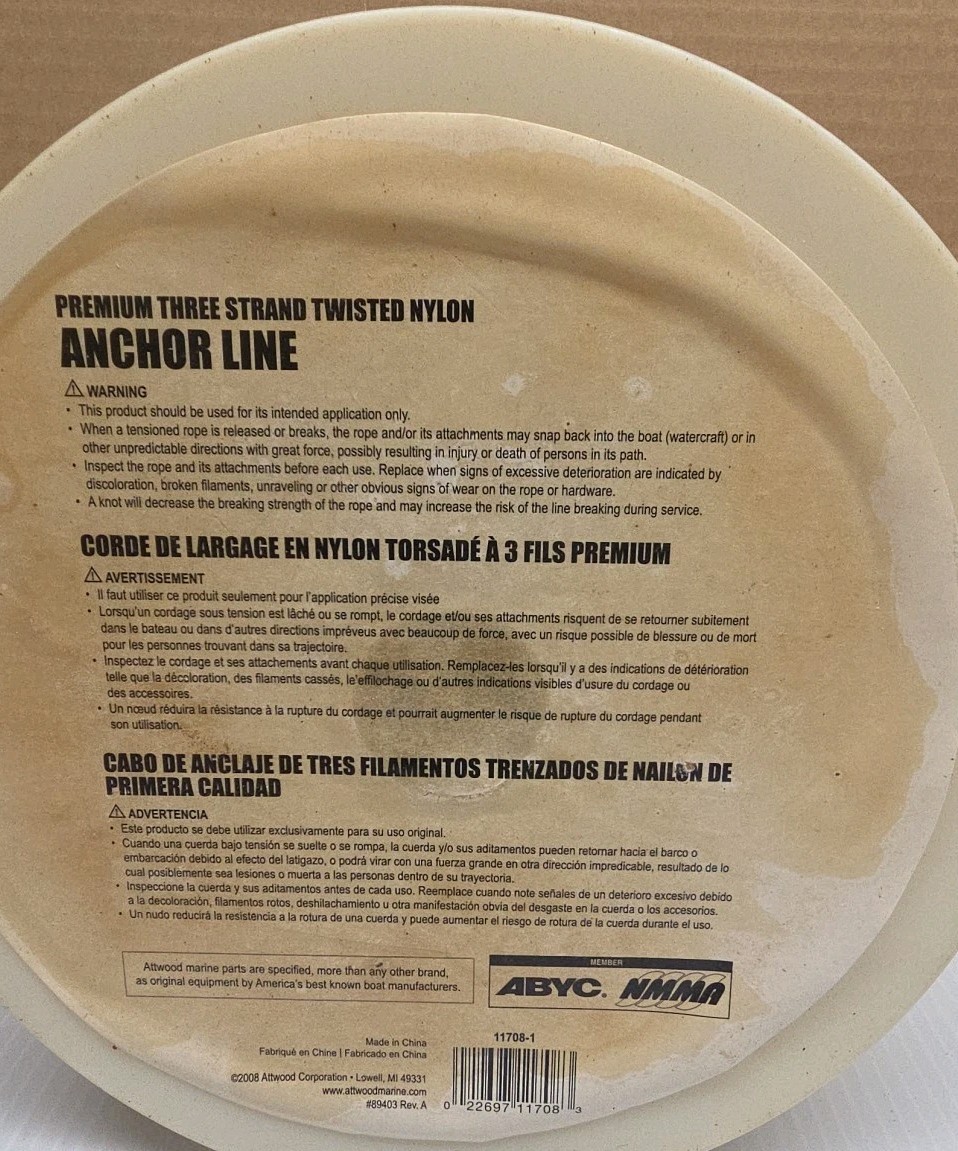 PREMIUM THREE STRAND TWISTED NYLON
ANCHOR LINE
⚠ WARNING
• This product should be used for its intended application only.
• When a tensioned rope is released or breaks, the rope and/or its attachments may snap back into the boat (watercraft) or in
other unpredictable directions with great force, possibly resulting in injury or death of persons in its path.
• Inspect the rope and its attachments before each use. Replace when signs of excessive deterioration are indicated by
discoloration, broken filaments, unraveling or other obvious signs of wear on the rope or hardware.
• A knot will decrease the breaking strength of the rope and may increase the risk of the line breaking during service.
CORDE DE LARGAGE EN NYLON TORSADÉ À 3 FILS PREMIUM
⚠ AVERTISSEMENT
• Il faut utiliser ce produit seulement pour l'application précise visée
• Lorsqu'un cordage sous tension est lâché ou se rompt, le cordage et/ou ses attachments risquent de se retourner subitement
dans le bateau ou dans d'autres directions impréveus avec beaucoup de force, avec un risque possible de blessure ou de mort
pour les personnes trouvant dans sa trajectoire.
• Inspectez le cordage et ses attachements avant chaque utilisation. Remplacez-les lorsqu'il y a des indications de détérioration
telle que la décoloration, des filaments cassés, le'effilochage ou d'autres indications visibles d'usure du cordage ou
des accessoires.
• Un nœud réduira la résistance à la rupture du cordage et pourrait augmenter le risque de rupture du cordage pendant
son utilisation.
CABO DE ANCLAJE DE TRES FILAMENTOS TRENZADOS DE NAILON DE
PRIMERA CALIDAD
⚠ ADVERTENCIA
• Este producto se debe utilizar exclusivamente para su uso original.
• Cuando una cuerda bajo tensión se suelte o se rompa, la cuerda y/o sus aditamentos pueden retornar hacia el barco o
embarcación debido al efecto del latigazo, o podrá virar con una fuerza grande en otra dirección impredicable, resultado de lo
cual posiblemente sea lesiones o muerta a las personas dentro de su trayectoria.
• Inspeccione la cuerda y sus aditamentos antes de cada uso. Reemplace cuando note señales de un deterioro excesivo debido
a la decoloración, filamentos rotos, deshilachamiento u otra manifestación obvia del desgaste en la cuerda o los accesorios.
• Un nudo reducirá la resistencia a la rotura de una cuerda y puede aumentar el riesgo de rotura de la cuerda durante el uso.
Attwood marine parts are specified, more than any other brand,
as original equipment by America's best known boat manufacturers.
MEMBER
ABYC. NMMA
Made in China
Fabriqué en Chine | Fabricado en China
©2008 Attwood Corporation • Lowell, MI 49331
www.attwoodmarine.com
#89403 Rev. A
11708-1
0 22697 11708 3